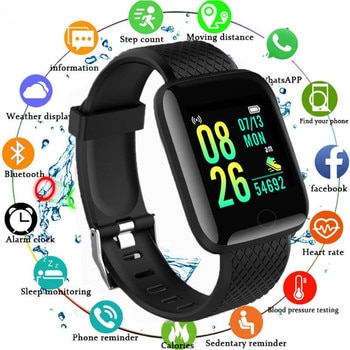 Step count
Moving distance
information
WhatsAPP
Weather display
Find your phone
Bluetooth
facebook
Alarm clock
Heart rate
Sleep monitoring
Blood pressure testing
Phone reminder
Calories
Sedentary reminder
08
26
07/13
MON
am
54692